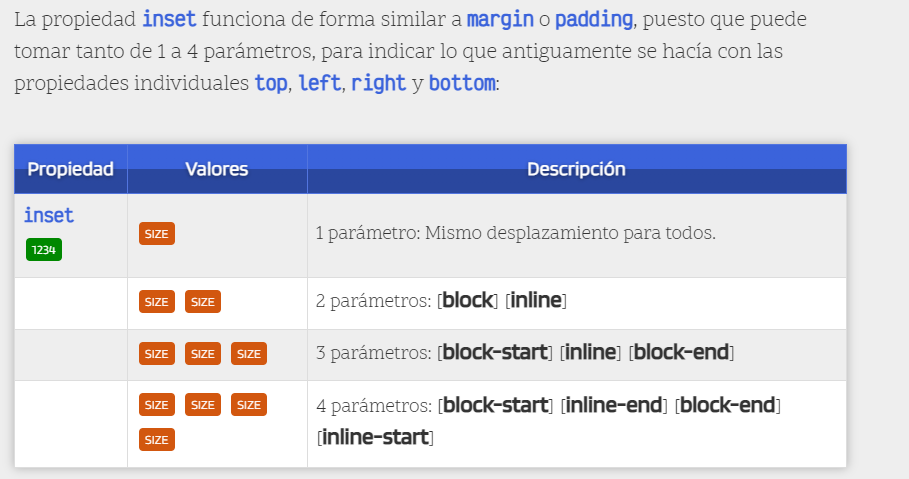 La propiedad inset funciona de forma similar a margin o padding, puesto que puede
tomar tanto de 1 a 4 parámetros, para indicar lo que antiguamente se hacía con las
propiedades individuales top, left, right y bottom:
Propiedad Valores Descripción
inset
1234
SIZE
1 parámetro: Mismo desplazamiento para todos.
SIZE SIZE 2 parámetros: [block] [inline]
SIZE SIZE SIZE 3 parámetros: [block-start] [inline] [block-end]
SIZE SIZE SIZE
SIZE
4 parámetros: [block-start] [inline-end] [block-end]
[inline-start]